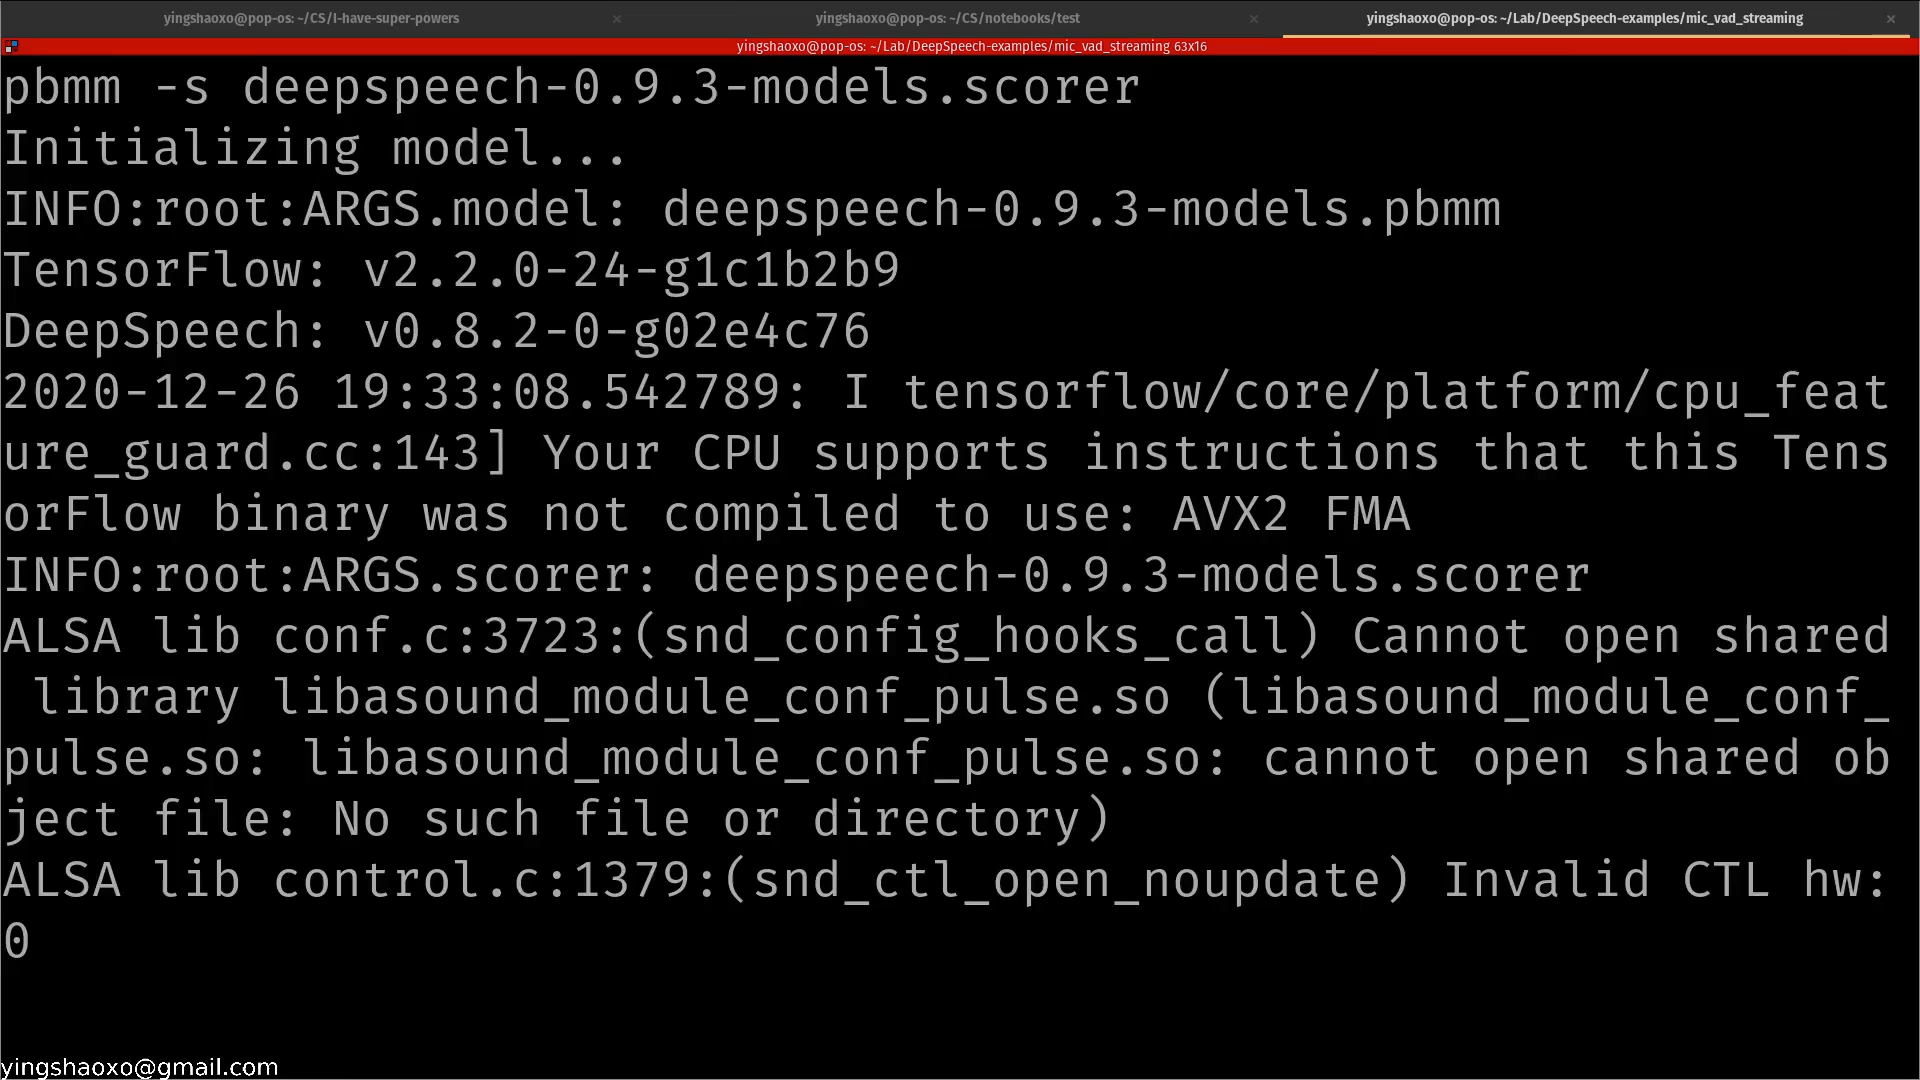 yingshaoxo@pop-os: ~/CS/I-have-super-powers × yingshaoxo@pop-os: ~/CS/notebooks/test × yingshaoxo@pop-os: ~/Lab/DeepSpeech-examples/mic_vad_streaming ×
yingshaoxo@pop-os: ~/Lab/DeepSpeech-examples/mic_vad_streaming 63x16
pbmm -s deepspeech-0.9.3-models.scorer
Initializing model...
INFO:root:ARGS.model: deepspeech-0.9.3-models.pbmm
TensorFlow: v2.2.0-24-g1c1b2b9
DeepSpeech: v0.8.2-0-g02e4c76
2020-12-26 19:33:08.542789: I tensorflow/core/platform/cpu_feat
ure_guard.cc:143] Your CPU supports instructions that this Tens
orFlow binary was not compiled to use: AVX2 FMA
INFO:root:ARGS.scorer: deepspeech-0.9.3-models.scorer
ALSA lib conf.c:3723:(snd_config_hooks_call) Cannot open shared
 library libasound_module_conf_pulse.so (libasound_module_conf_
pulse.so: libasound_module_conf_pulse.so: cannot open shared ob
ject file: No such file or directory)
ALSA lib control.c:1379:(snd_ctl_open_noupdate) Invalid CTL hw:
0
yingshaoxo@gmail.com